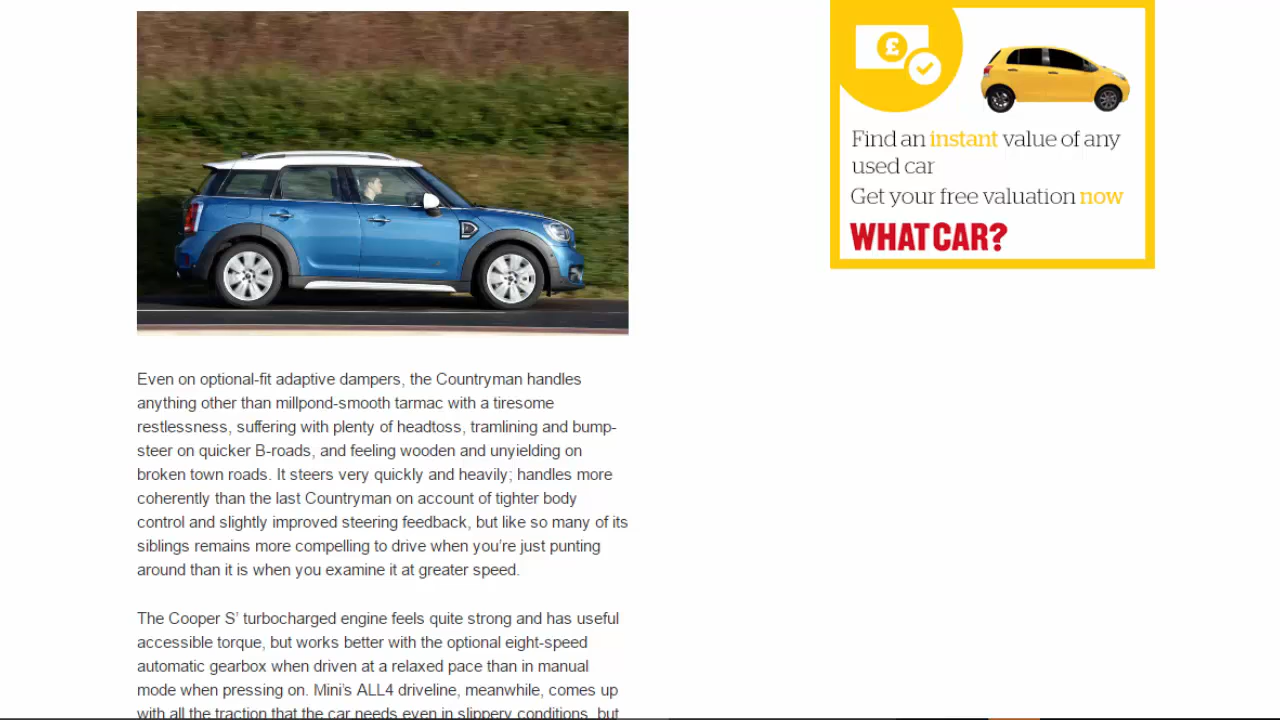 Even on optional-fit adaptive dampers, the Countryman handles
anything other than millpond-smooth tarmac with a tiresome
restlessness, suffering with plenty of headtoss, tramlining and bump-
steer on quicker B-roads, and feeling wooden and unyielding on
broken town roads. It steers very quickly and heavily; handles more
coherently than the last Countryman on account of tighter body
control and slightly improved steering feedback, but like so many of its
siblings remains more compelling to drive when you’re just punting
around than it is when you examine it at greater speed.
The Cooper S’ turbocharged engine feels quite strong and has useful
accessible torque, but works better with the optional eight-speed
automatic gearbox when driven at a relaxed pace than in manual
mode when pressing on. Mini’s ALL4 driveline, meanwhile, comes up
with all the traction that the car needs even in slippery conditions, but
£
Find an instant value of any
used car
Get your free valuation now
WHAT CAR?